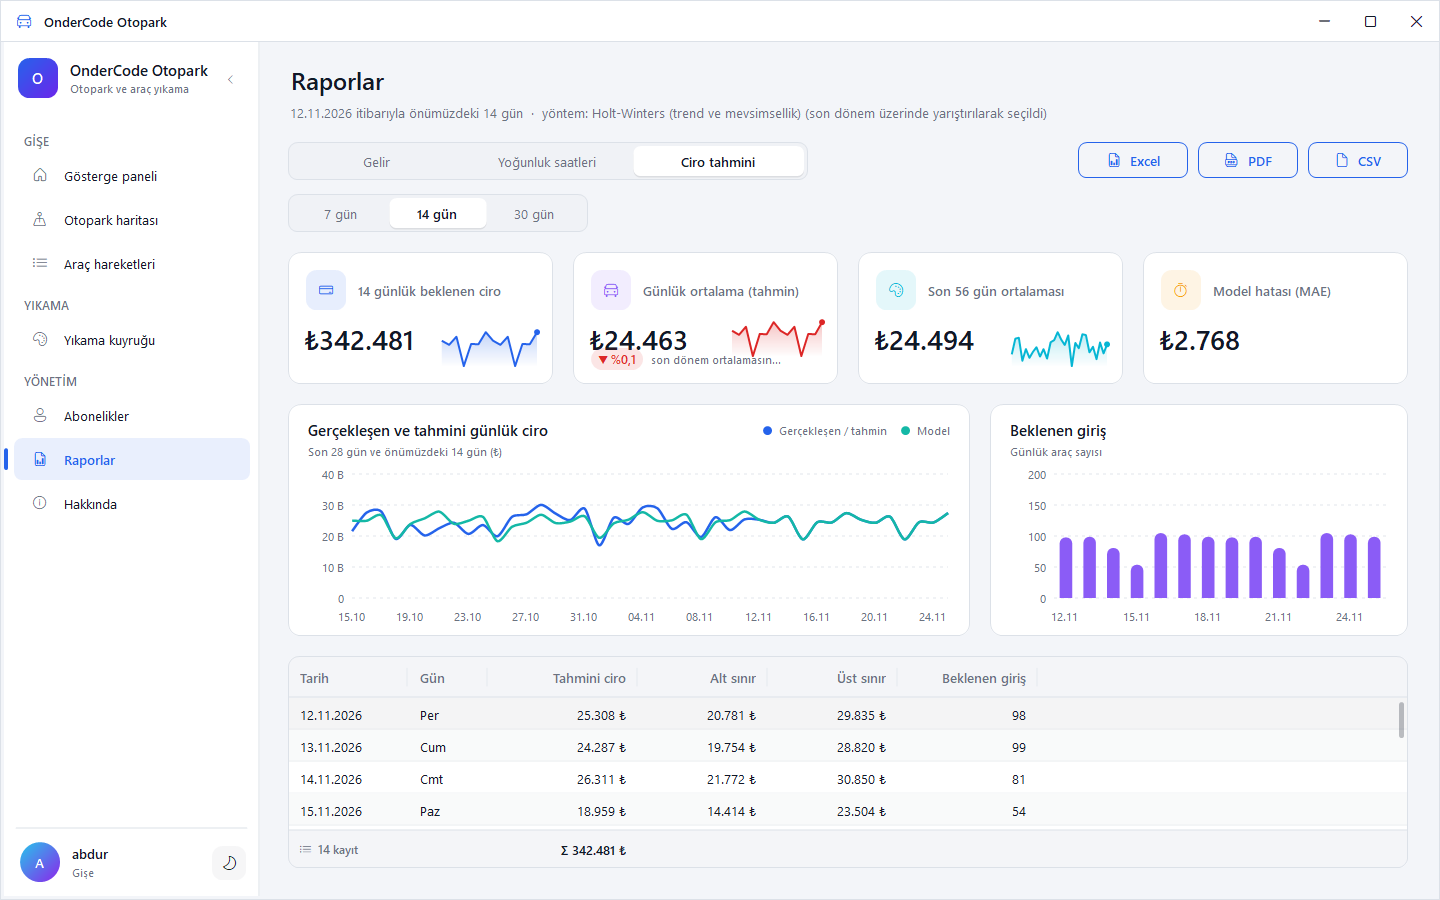 OnderCode Otopark
O
OnderCode Otopark
Otopark ve araç yıkama
GİŞE
Gösterge paneli
Otopark haritası
Araç hareketleri
YIKAMA
Yıkama kuyruğu
YÖNETİM
Abonelikler
Raporlar
Hakkında
A
abdur
Gişe
Raporlar
12.11.2026 itibarıyla önümüzdeki 14 gün · yöntem: Holt-Winters (trend ve mevsimsellik) (son dönem üzerinde yarıştırılarak seçildi)
Gelir Yoğunluk saatleri Ciro tahmini
Excel PDF CSV
7 gün 14 gün 30 gün
14 günlük beklenen ciro
₺342.481
Günlük ortalama (tahmin)
₺24.463
▼ %0,1 son dönem ortalamasın...
Son 56 gün ortalaması
₺24.494
Model hatası (MAE)
₺2.768
Gerçekleşen ve tahmini günlük ciro
Gerçekleşen / tahmin Model
Son 28 gün ve önümüzdeki 14 gün (₺)
40 B
30 B
20 B
10 B
0
15.10 19.10 23.10 27.10 31.10 04.11 08.11 12.11 16.11 20.11 24.11
Beklenen giriş
Günlük araç sayısı
200
150
100
50
0
12.11 15.11 18.11 21.11 24.11
Tarih Gün Tahmini ciro Alt sınır Üst sınır Beklenen giriş
12.11.2026 Per 25.308 ₺ 20.781 ₺ 29.835 ₺ 98
13.11.2026 Cum 24.287 ₺ 19.754 ₺ 28.820 ₺ 99
14.11.2026 Cmt 26.311 ₺ 21.772 ₺ 30.850 ₺ 81
15.11.2026 Paz 18.959 ₺ 14.414 ₺ 23.504 ₺ 54
14 kayıt Σ 342.481 ₺